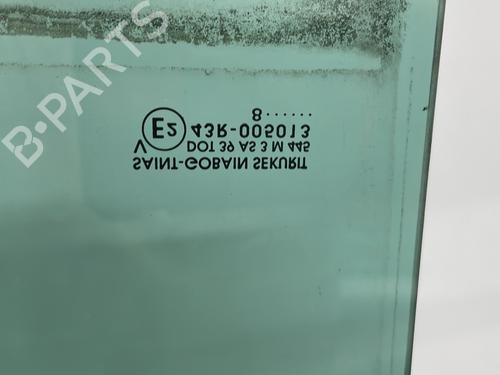 B-PARTS
SAINT-GOBAIN SEKURIT
DOT 39 AS 3 M 445
V
E2 43R-005013
8......